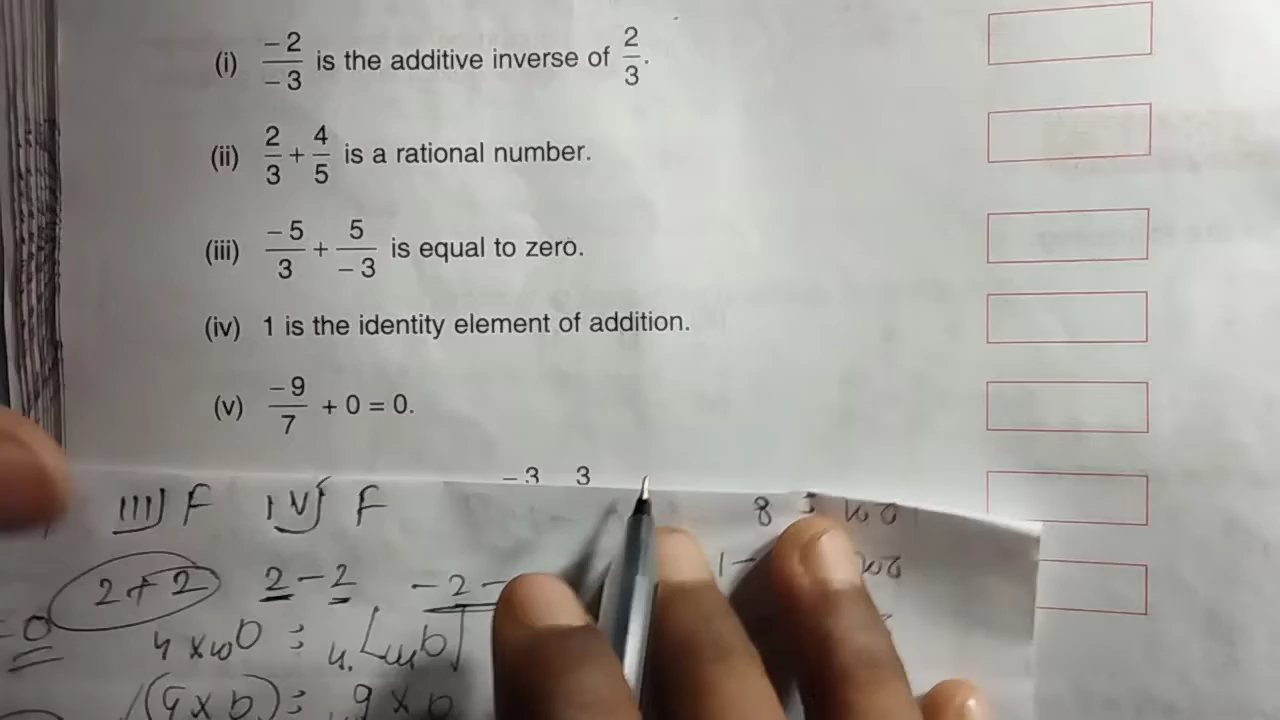 (i) -2/-3 is the additive inverse of 2/3.
(ii) 2/3 + 4/5 is a rational number.
(iii) -5/3 + 5/-3 is equal to zero.
(iv) 1 is the identity element of addition.
(v) -9/7 + 0 = 0.
-3 3
III) F IV) F
8
2+2 2-2 -2-
=0